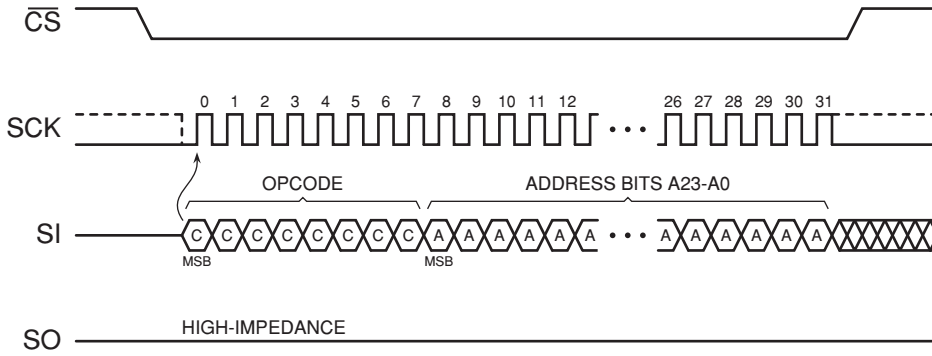 CS
0 1 2 3 4 5 6 7 8 9 10 11 12 26 27 28 29 30 31
SCK • • •
OPCODE ADDRESS BITS A23-A0
SI C C C C C C C C A A A A A A • • • A A A A A A
MSB MSB
HIGH-IMPEDANCE
SO